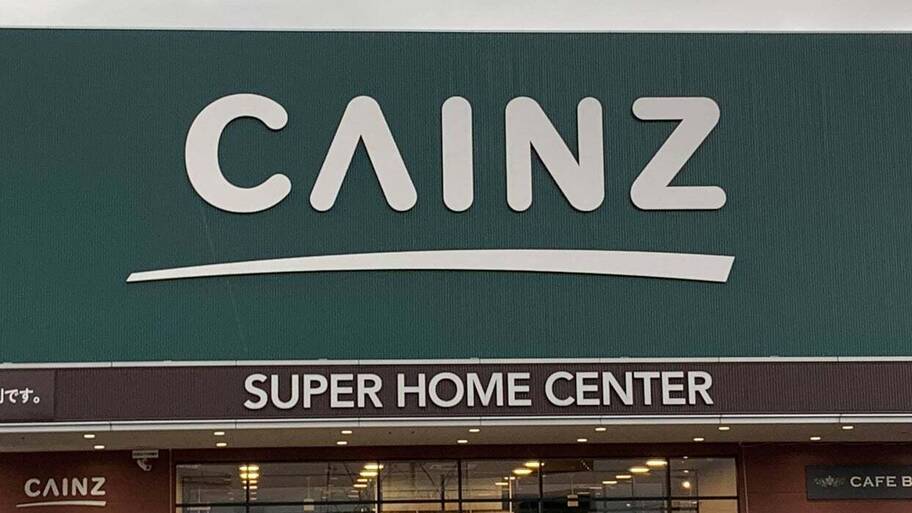 CAINZ
SUPER HOME CENTER
です。
CAINZ
CAFE